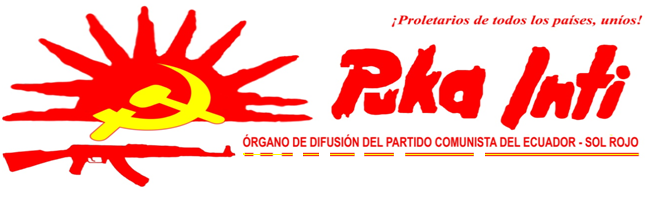 ¡Proletarios de todos los países, uníos!
Puka Inti
ÓRGANO DE DIFUSIÓN DEL PARTIDO COMUNISTA DEL ECUADOR - SOL ROJO